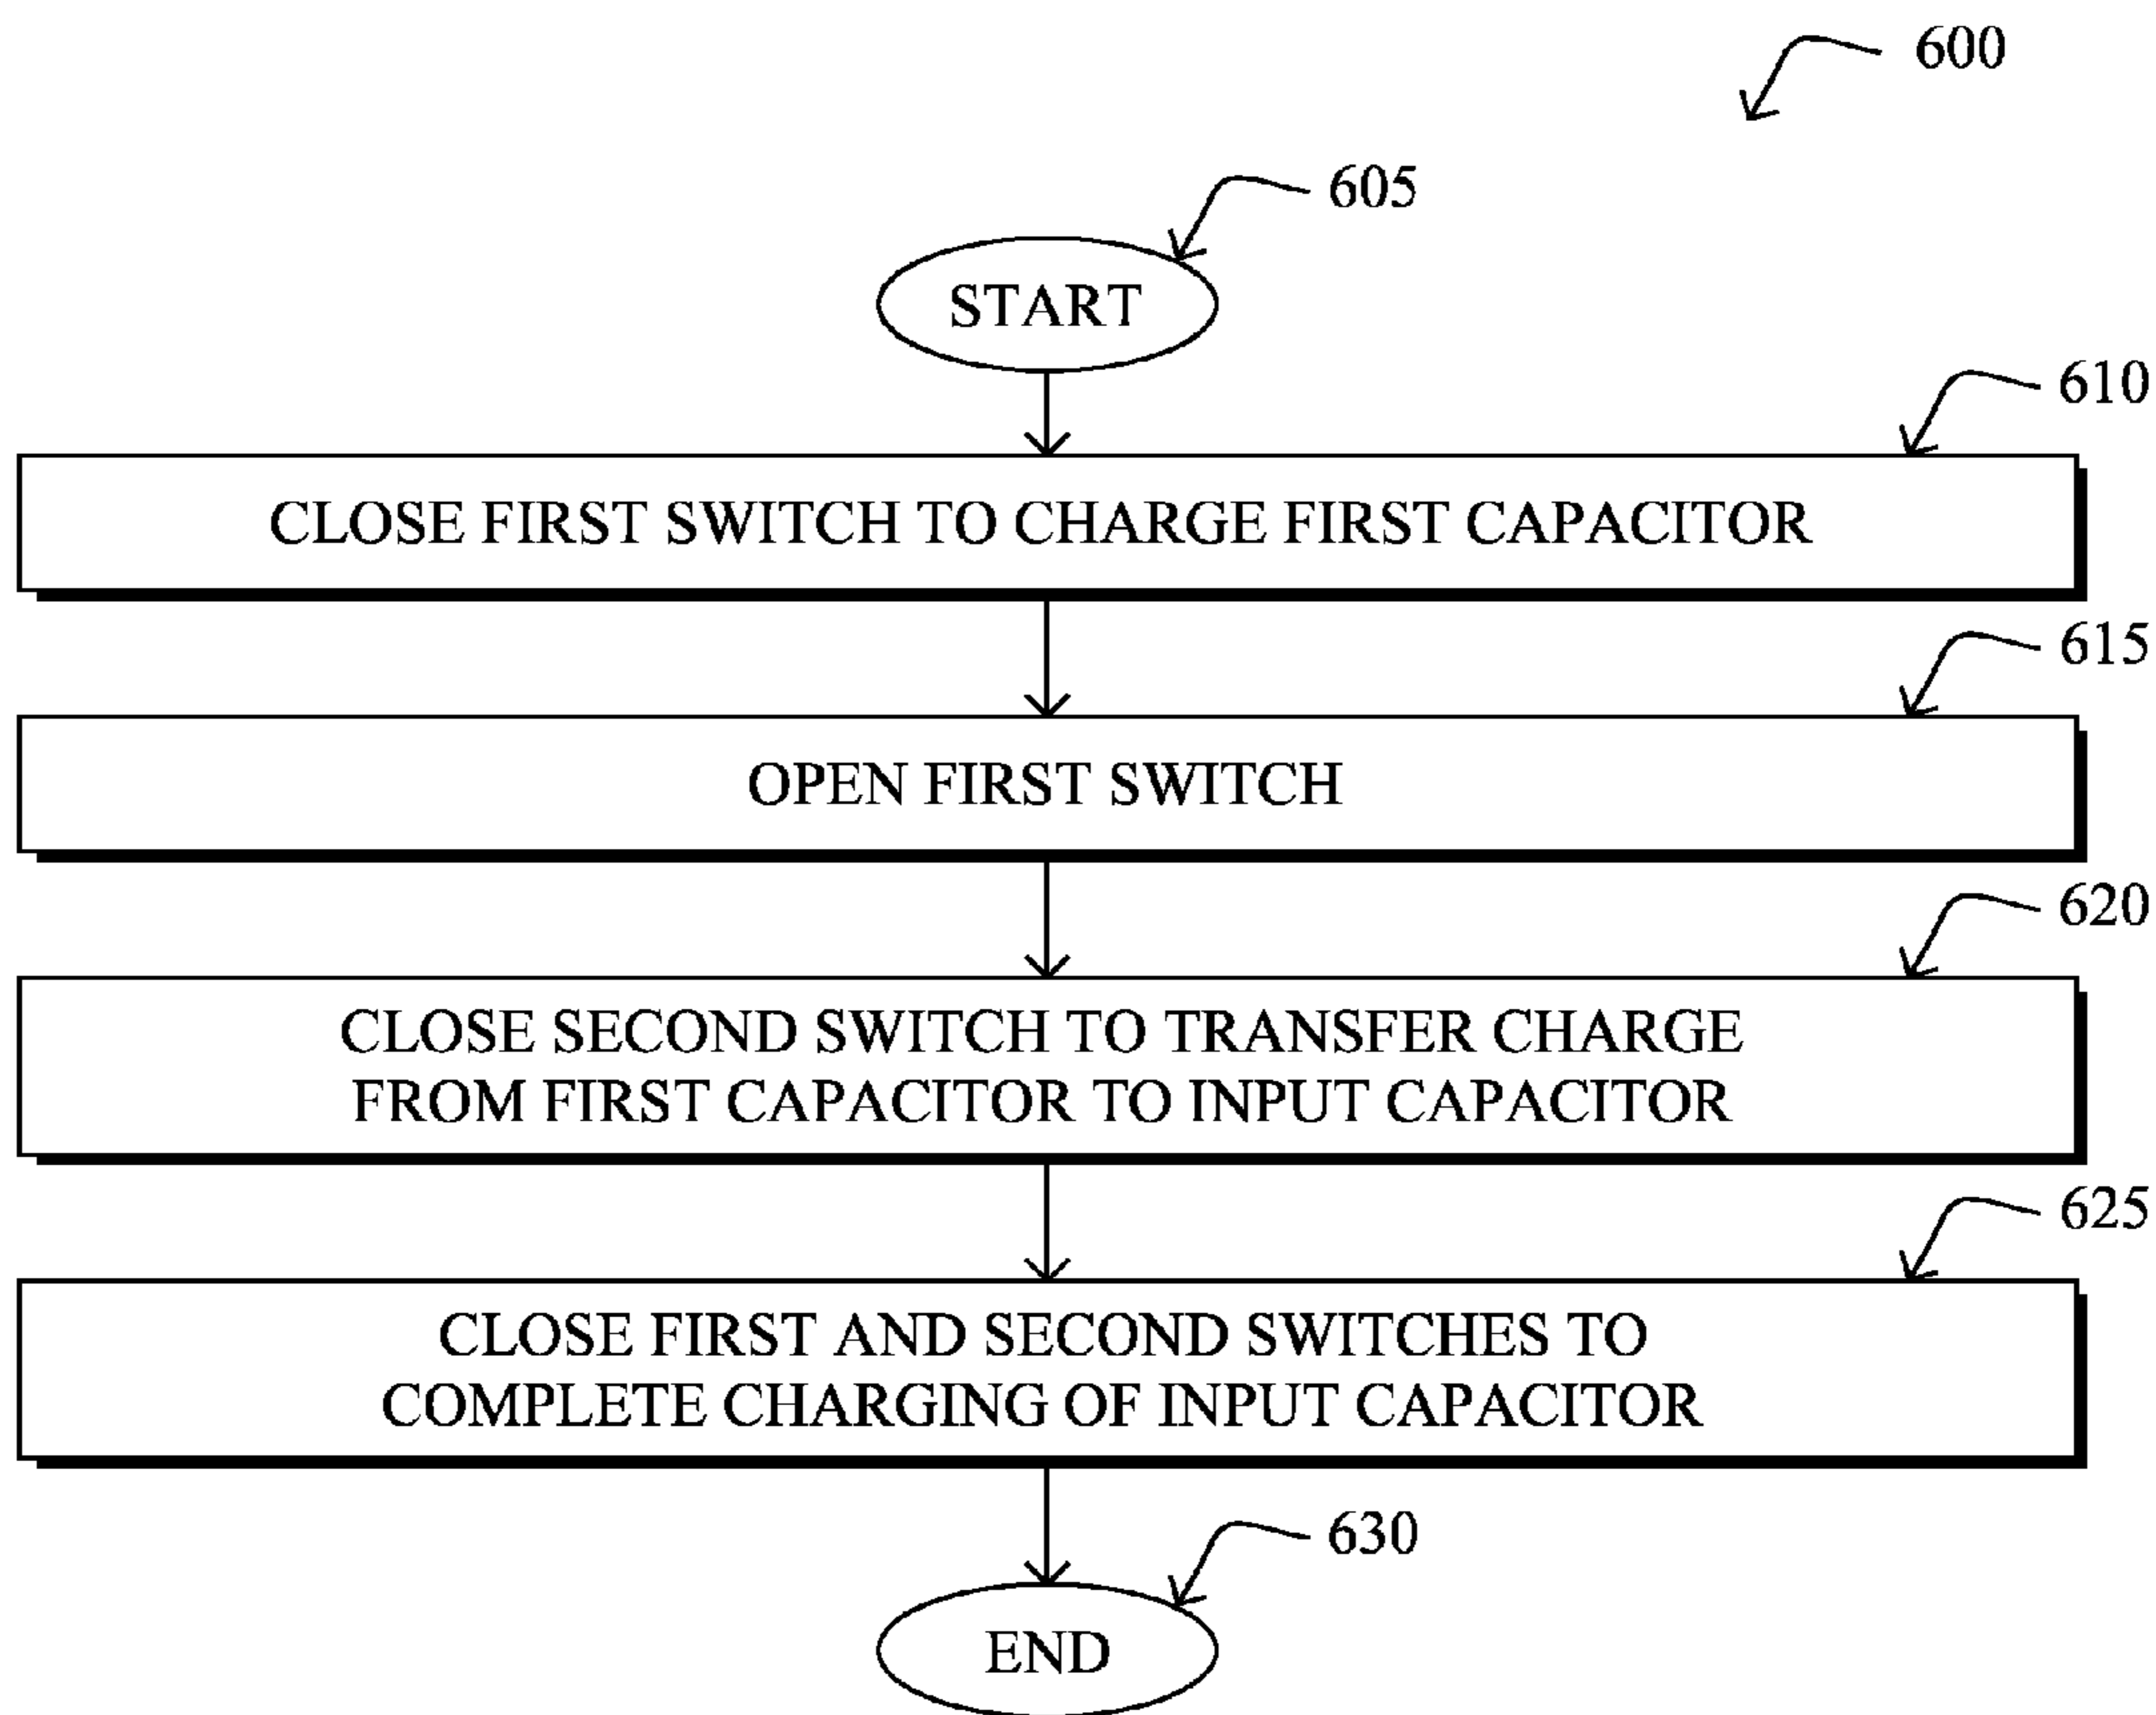 600
605
START
610
CLOSE FIRST SWITCH TO CHARGE FIRST CAPACITOR
615
OPEN FIRST SWITCH
620
CLOSE SECOND SWITCH TO TRANSFER CHARGE
FROM FIRST CAPACITOR TO INPUT CAPACITOR
625
CLOSE FIRST AND SECOND SWITCHES TO
COMPLETE CHARGING OF INPUT CAPACITOR
630
END